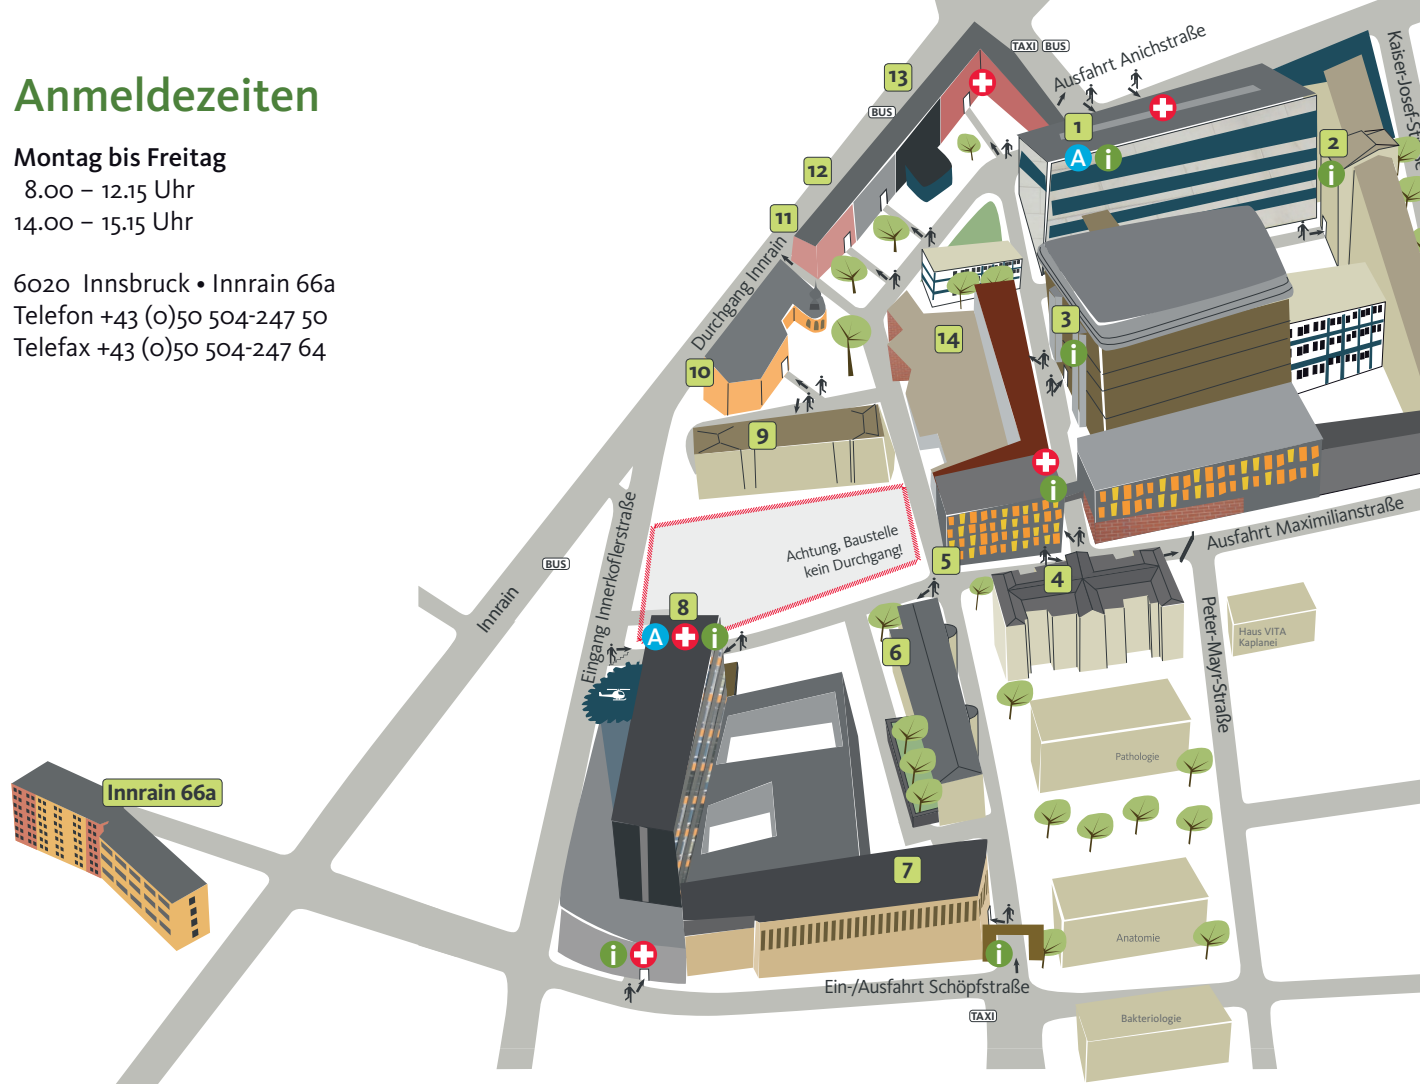 Anmeldezeiten
Montag bis Freitag
8.00 – 12.15 Uhr
14.00 – 15.15 Uhr
6020 Innsbruck • Innrain 66a
Telefon +43 (0)50 504-247 50
Telefax +43 (0)50 504-247 64
TAXI BUS
Ausfahrt Anichstraße
13
BUS
1
A i
2
i
12
11
Durchgang Innrain
3
i
14
10
9
i
Ausfahrt Maximilianstraße
Achtung, Baustelle
kein Durchgang!
5
4
BUS
Innrain
Eingang Innerkoflerstraße
8
A i
6
Haus VITA
Kaplanei
Peter-Mayr-Straße
Pathologie
Innrain 66a
7
Anatomie
i
i
Ein-/Ausfahrt Schöpfstraße
TAXI
Bakteriologie